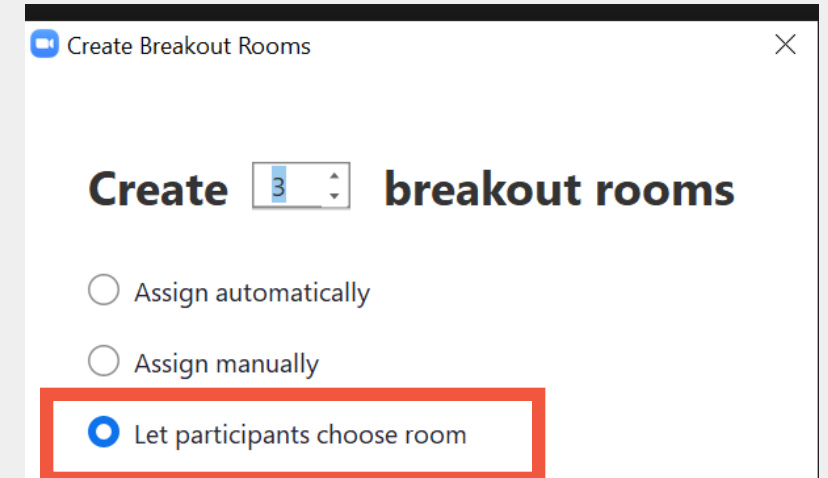 Create Breakout Rooms
Create 3 breakout rooms
Assign automatically
Assign manually
Let participants choose room